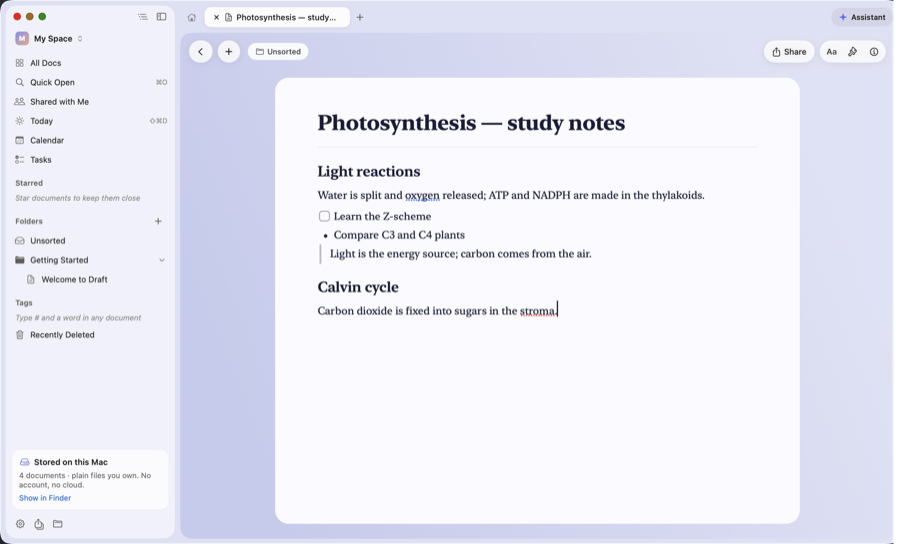 Photosynthesis — study...
Assistant
M My Space
All Docs
Quick Open ⌘O
Shared with Me
Today ⇧⌘D
Calendar
Tasks
Starred
Star documents to keep them close
Folders
Unsorted
Getting Started
Welcome to Draft
Tags
Type # and a word in any document
Recently Deleted
Stored on this Mac
4 documents · plain files you own. No
account, no cloud.
Show in Finder
Unsorted
Share
Aa
Photosynthesis — study notes
Light reactions
Water is split and oxygen released; ATP and NADPH are made in the thylakoids.
Learn the Z-scheme
• Compare C3 and C4 plants
Light is the energy source; carbon comes from the air.
Calvin cycle
Carbon dioxide is fixed into sugars in the stroma.